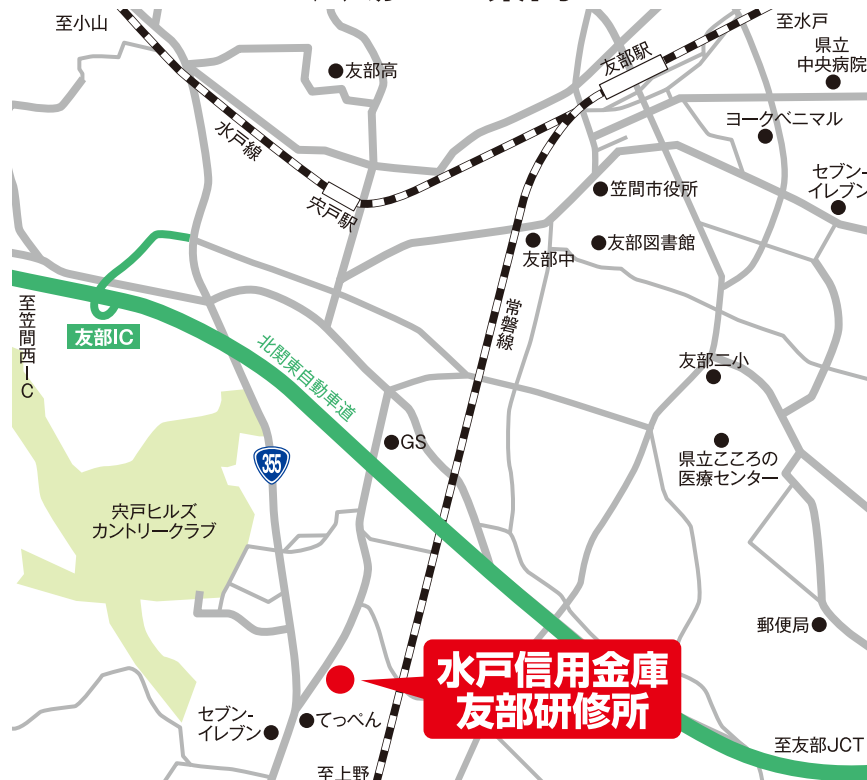 至小山
至水戸
友部駅
県立
中央病院
友部高
ヨークベニマル
水戸線
セブン-
イレブン
笠間市役所
宍戸駅
友部図書館
友部中
至笠間西IC
常磐線
友部IC
北関東自動車道
友部二小
GS
355
県立こころの
医療センター
宍戸ヒルズ
カントリークラブ
郵便局
水戸信用金庫
友部研修所
セブン-
イレブン
てっぺん
至友部JCT
至上野